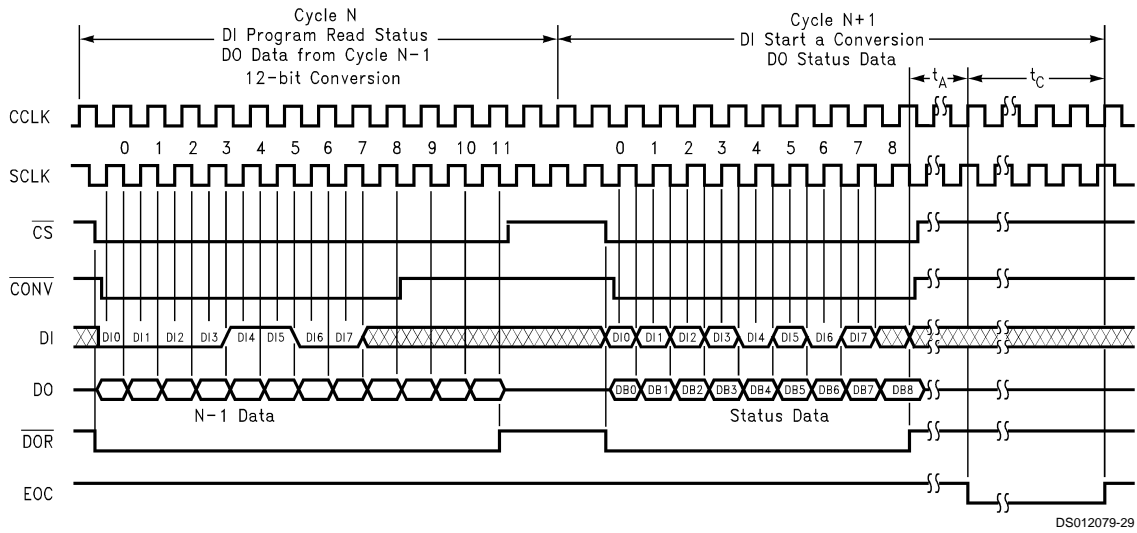 Cycle N
DI Program Read Status
DO Data from Cycle N-1
12-bit Conversion
Cycle N+1
DI Start a Conversion
DO Status Data
tA
tC
CCLK
0 1 2 3 4 5 6 7 8 9 10 11 0 1 2 3 4 5 6 7 8
SCLK
CS
CONV
DI DI0 DI1 DI2 DI3 DI4 DI5 DI6 DI7 DI0 DI1 DI2 DI3 DI4 DI5 DI6 DI7
DO DB0 DB1 DB2 DB3 DB4 DB5 DB6 DB7 DB8
N-1 Data Status Data
DOR
EOC
DS012079-29